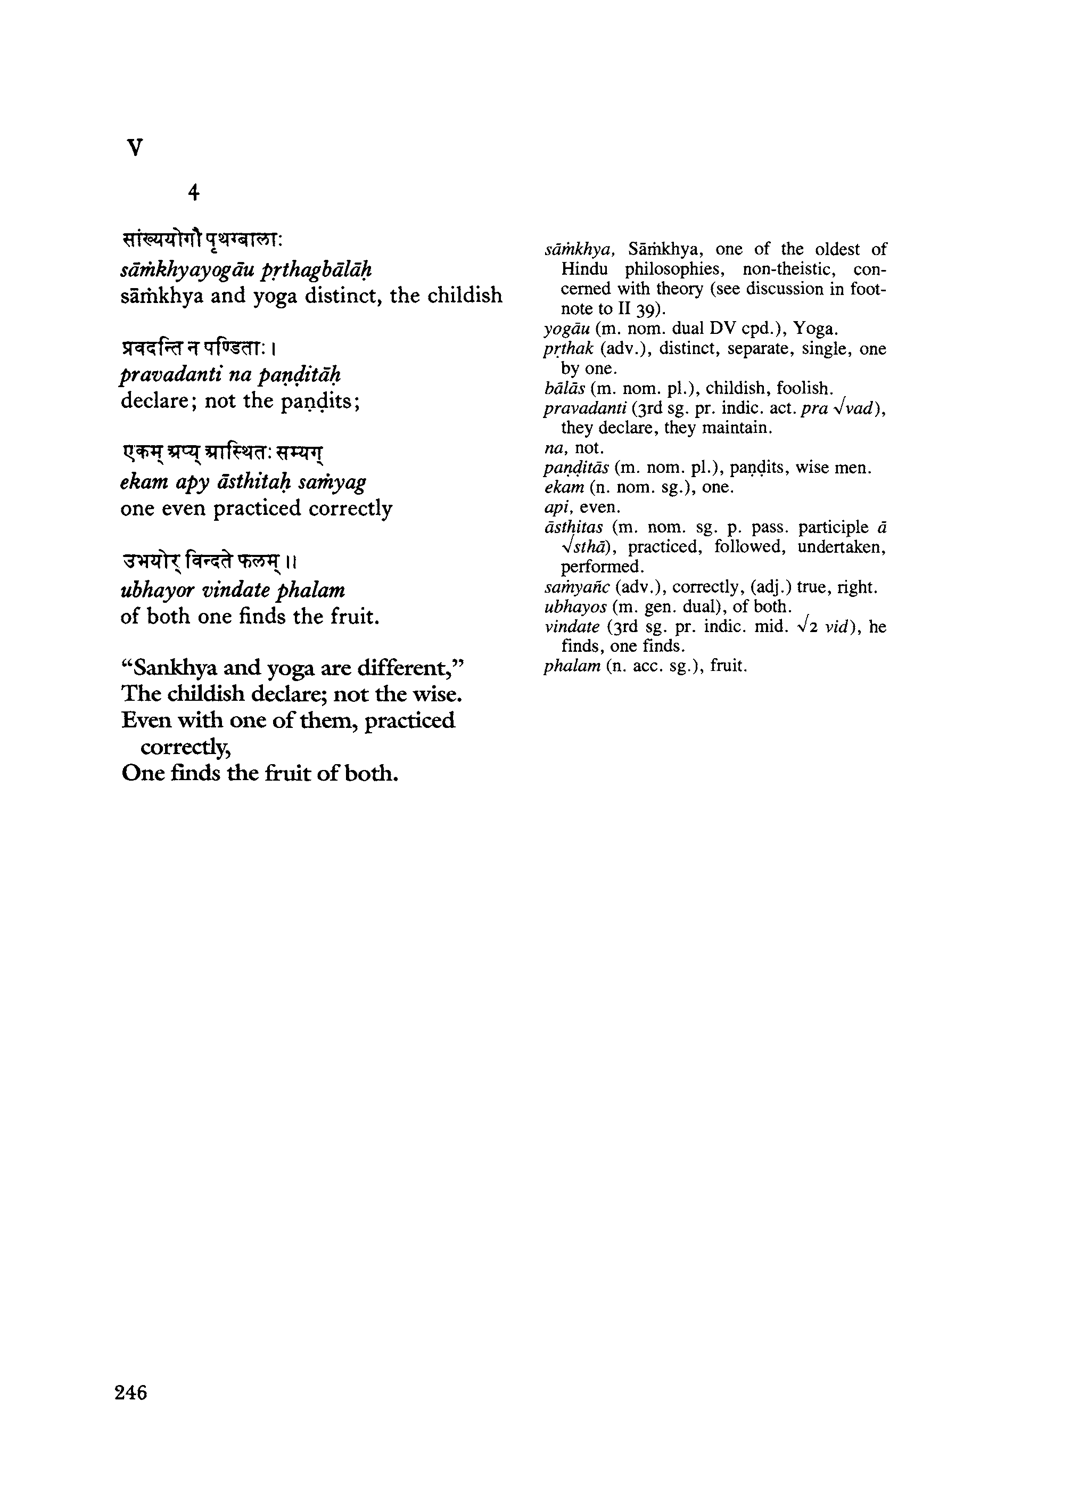 V
4
सांख्ययोगौ पृथग्बालाः
sāṁkhyayogāu pṛthagbālāḥ
sāṁkhya and yoga distinct, the childish
प्रवदन्ति न पण्डिताः ।
pravadanti na paṇḍitāḥ
declare; not the paṇḍits;
एकम् अप्य् आस्थितः सम्यग्
ekam apy āsthitaḥ saṁyag
one even practiced correctly
उभयोर् विन्दते फलम् ॥
ubhayor vindate phalam
of both one finds the fruit.
“Sankhya and yoga are different,”
The childish declare; not the wise.
Even with one of them, practiced
correctly,
One finds the fruit of both.
sāṁkhya, Sāṁkhya, one of the oldest of
Hindu philosophies, non-theistic, con-
cerned with theory (see discussion in foot-
note to II 39).
yogāu (m. nom. dual DV cpd.), Yoga.
pṛthak (adv.), distinct, separate, single, one
by one.
bālās (m. nom. pl.), childish, foolish.
pravadanti (3rd sg. pr. indic. act. pra √vad),
they declare, they maintain.
na, not.
paṇḍitās (m. nom. pl.), paṇḍits, wise men.
ekam (n. nom. sg.), one.
api, even.
āsthitas (m. nom. sg. p. pass. participle ā
√sthā), practiced, followed, undertaken,
performed.
saṁyañc (adv.), correctly, (adj.) true, right.
ubhayos (m. gen. dual), of both.
vindate (3rd sg. pr. indic. mid. √2 vid), he
finds, one finds.
phalam (n. acc. sg.), fruit.
246